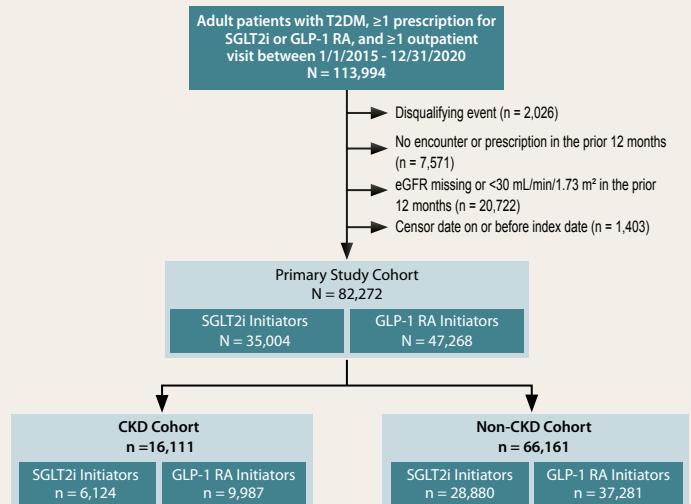 Adult patients with T2DM, ≥1 prescription for
SGLT2i or GLP-1 RA, and ≥1 outpatient
visit between 1/1/2015 - 12/31/2020
N = 113,994
Disqualifying event (n = 2,026)
No encounter or prescription in the prior 12 months
(n = 7,571)
eGFR missing or <30 mL/min/1.73 m² in the prior
12 months (n = 20,722)
Censor date on or before index date (n = 1,403)
Primary Study Cohort
N = 82,272
SGLT2i Initiators
N = 35,004
GLP-1 RA Initiators
N = 47,268
CKD Cohort
n =16,111
SGLT2i Initiators
n = 6,124
GLP-1 RA Initiators
n = 9,987
Non-CKD Cohort
n = 66,161
SGLT2i Initiators
n = 28,880
GLP-1 RA Initiators
n = 37,281